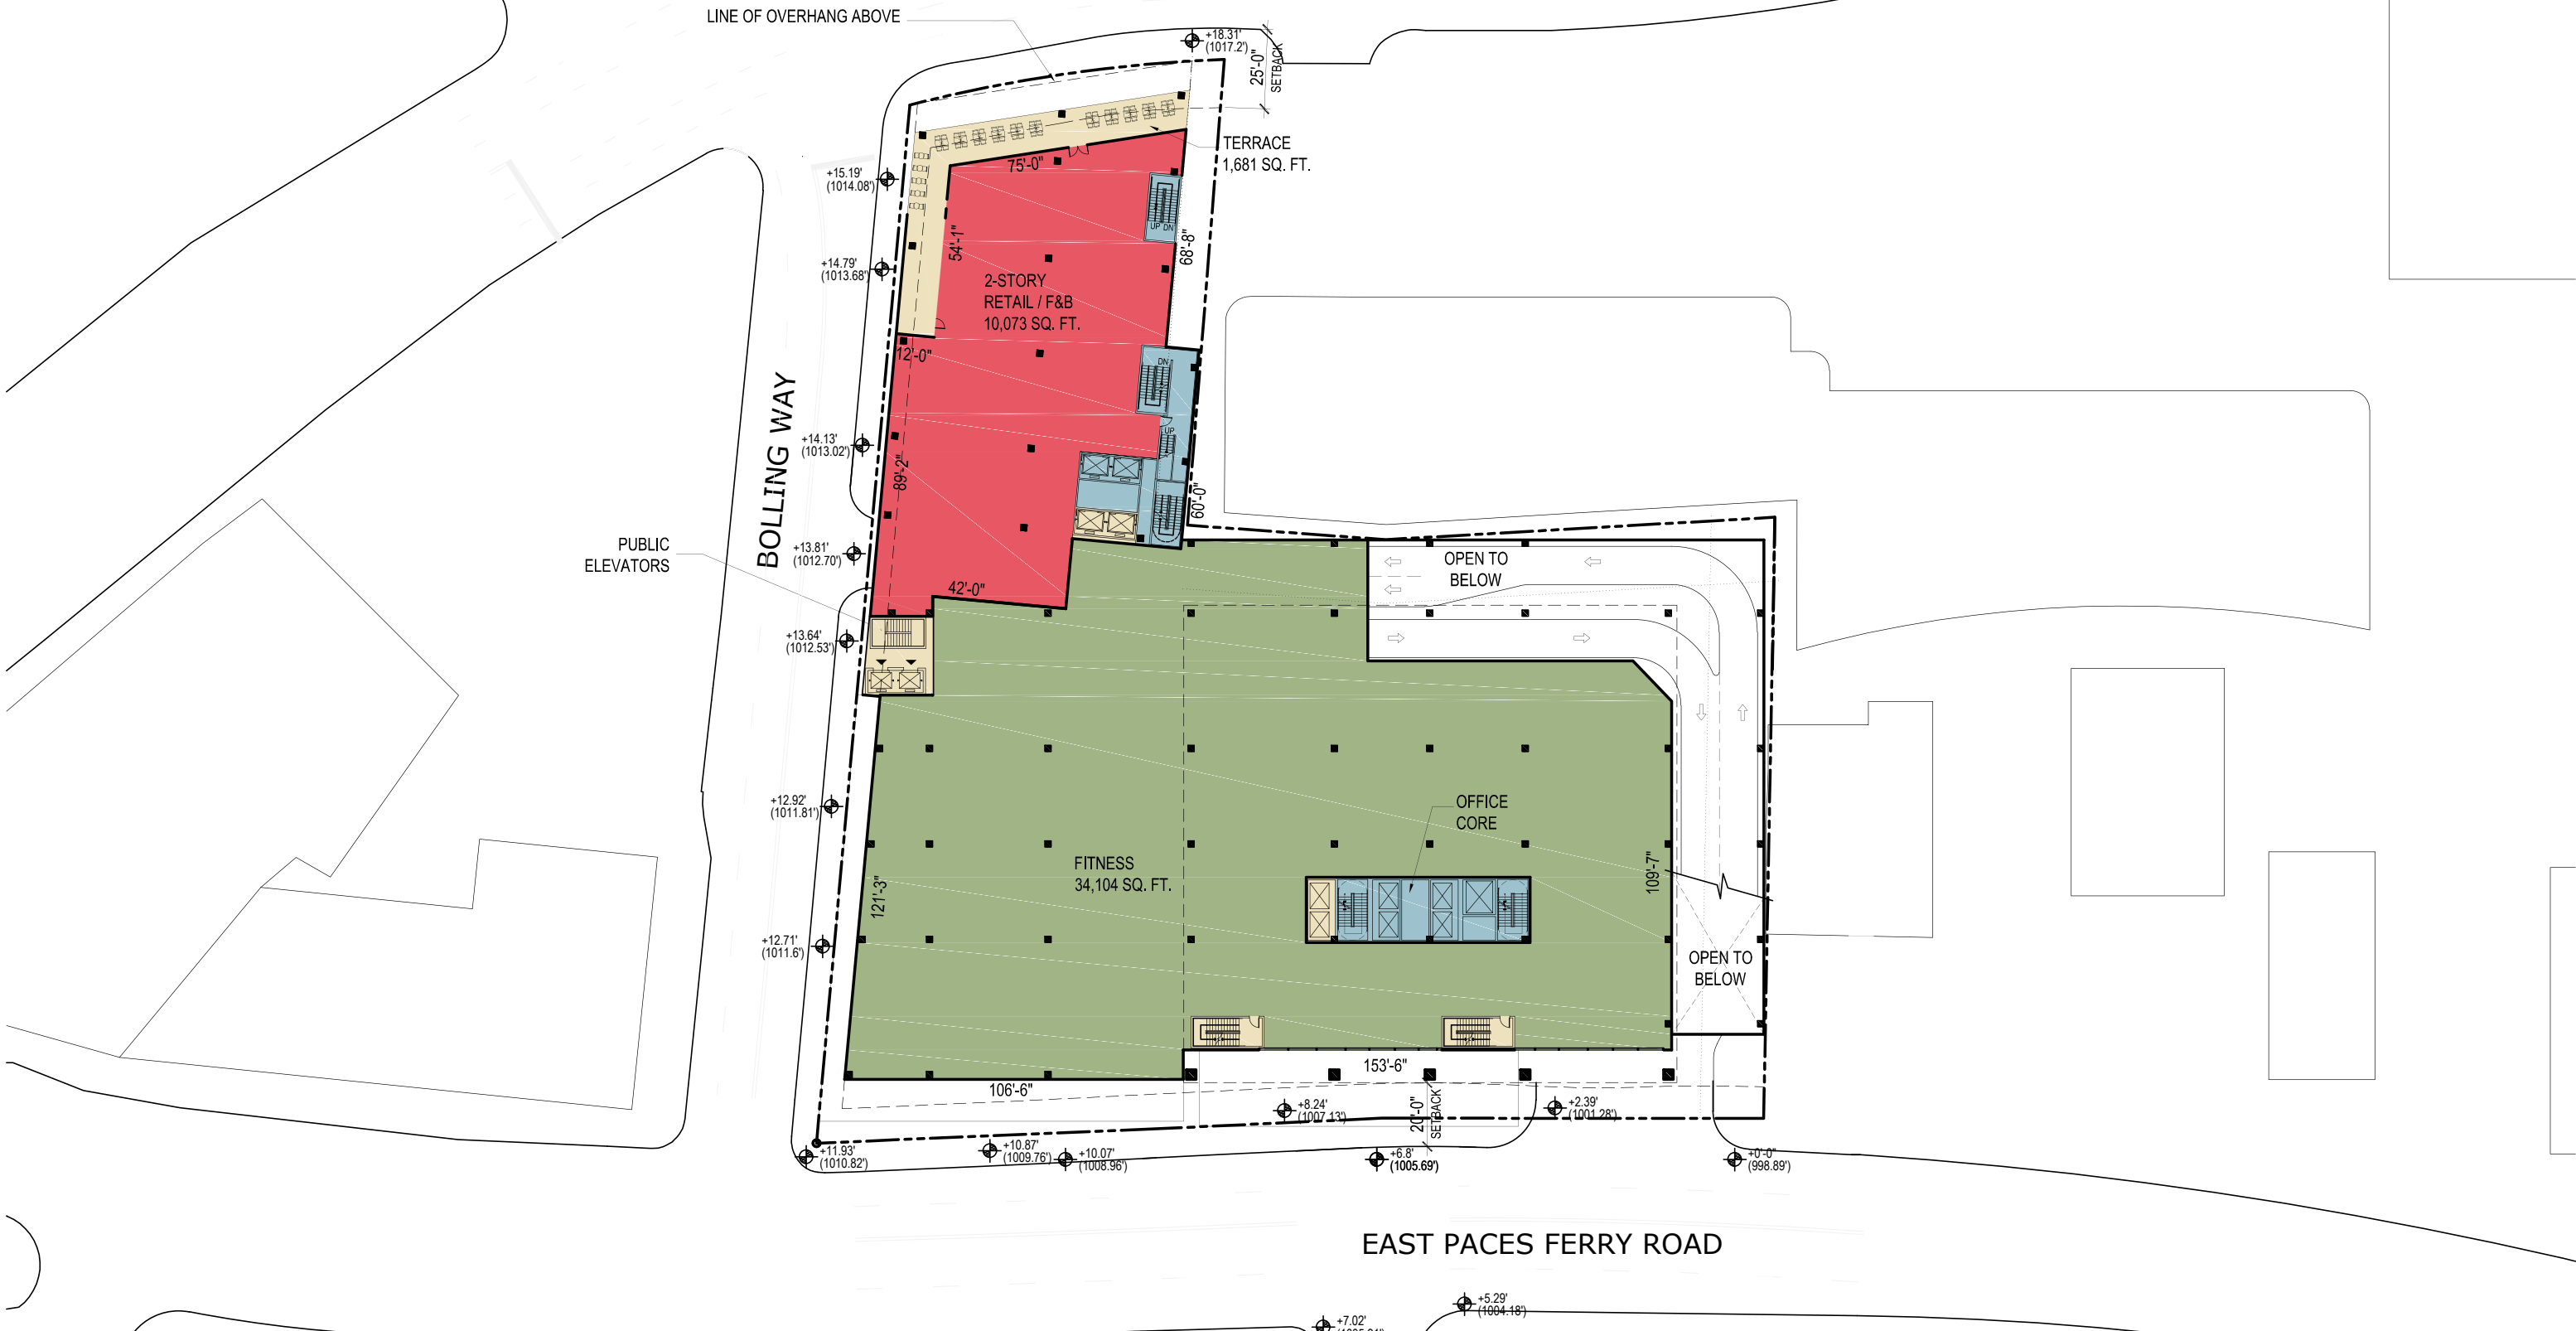 LINE OF OVERHANG ABOVE
+18.31'
(1017.2')
25'-0"
SETBACK
TERRACE
1,681 SQ. FT.
75'-0"
+15.19'
(1014.08')
UP DN
54'-1"
68'-8"
+14.79'
(1013.68')
2-STORY
RETAIL / F&B
10,073 SQ. FT.
12'-0"
DN
UP
BOLLING WAY
+14.13'
(1013.02')
89'-2"
60'-0"
PUBLIC
ELEVATORS
+13.81'
(1012.70')
OPEN TO
BELOW
42'-0"
+13.64'
(1012.53')
+12.92'
(1011.81')
OFFICE
CORE
FITNESS
34,104 SQ. FT.
121'-3"
109'-7"
+12.71'
(1011.6')
OPEN TO
BELOW
153'-6"
106'-6"
20'-0"
SETBACK
+8.24'
(1007.13')
+2.39'
(1001.28')
+11.93'
(1010.82')
+10.87'
(1009.76')
+10.07'
(1008.96')
+6.8'
(1005.69')
+0'-0"
(998.89')
EAST PACES FERRY ROAD
+5.29'
(1004.18')
+7.02'